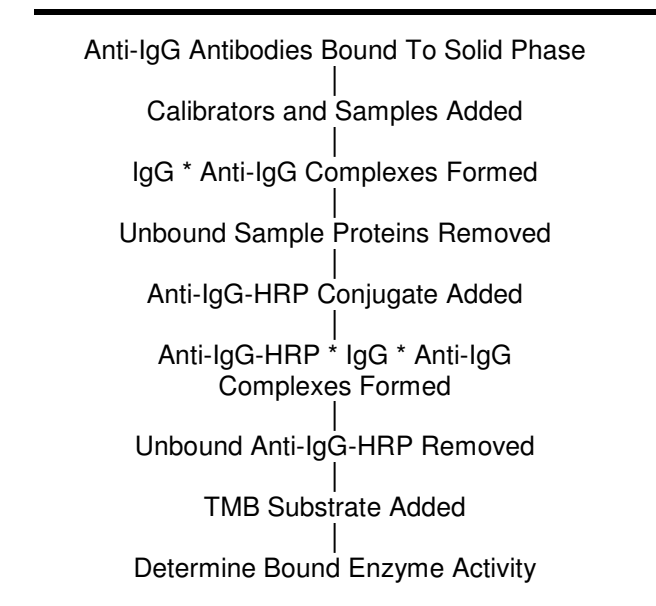 Anti-IgG Antibodies Bound To Solid Phase
Calibrators and Samples Added
IgG * Anti-IgG Complexes Formed
Unbound Sample Proteins Removed
Anti-IgG-HRP Conjugate Added
Anti-IgG-HRP * IgG * Anti-IgG
Complexes Formed
Unbound Anti-IgG-HRP Removed
TMB Substrate Added
Determine Bound Enzyme Activity